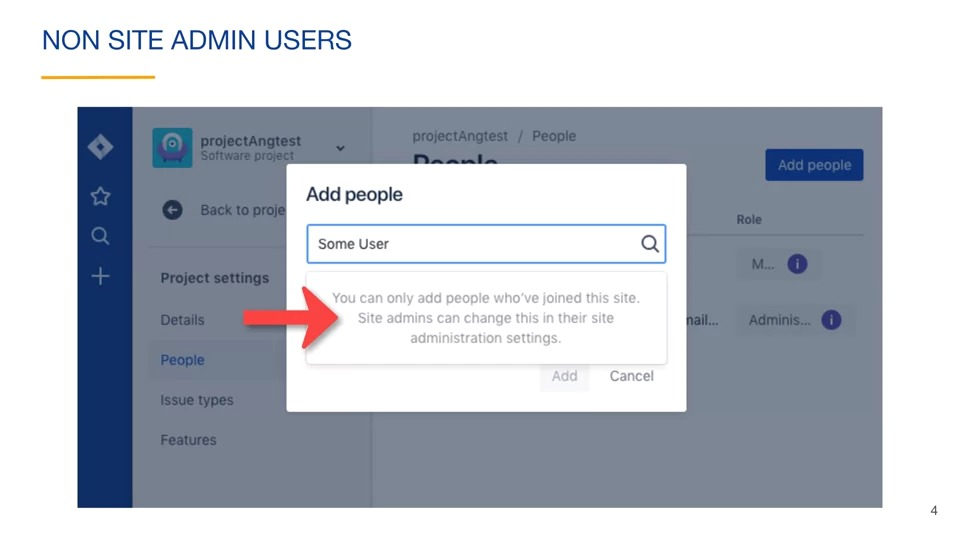 NON SITE ADMIN USERS
projectAngtest
Software project
projectAngtest / People
People
Add people
Back to proje
Role
Add people
Some User
M...
Project settings
You can only add people who've joined this site.
Site admins can change this in their site
administration settings.
Details
mail...
Adminis...
People
Add
Cancel
Issue types
Features
4